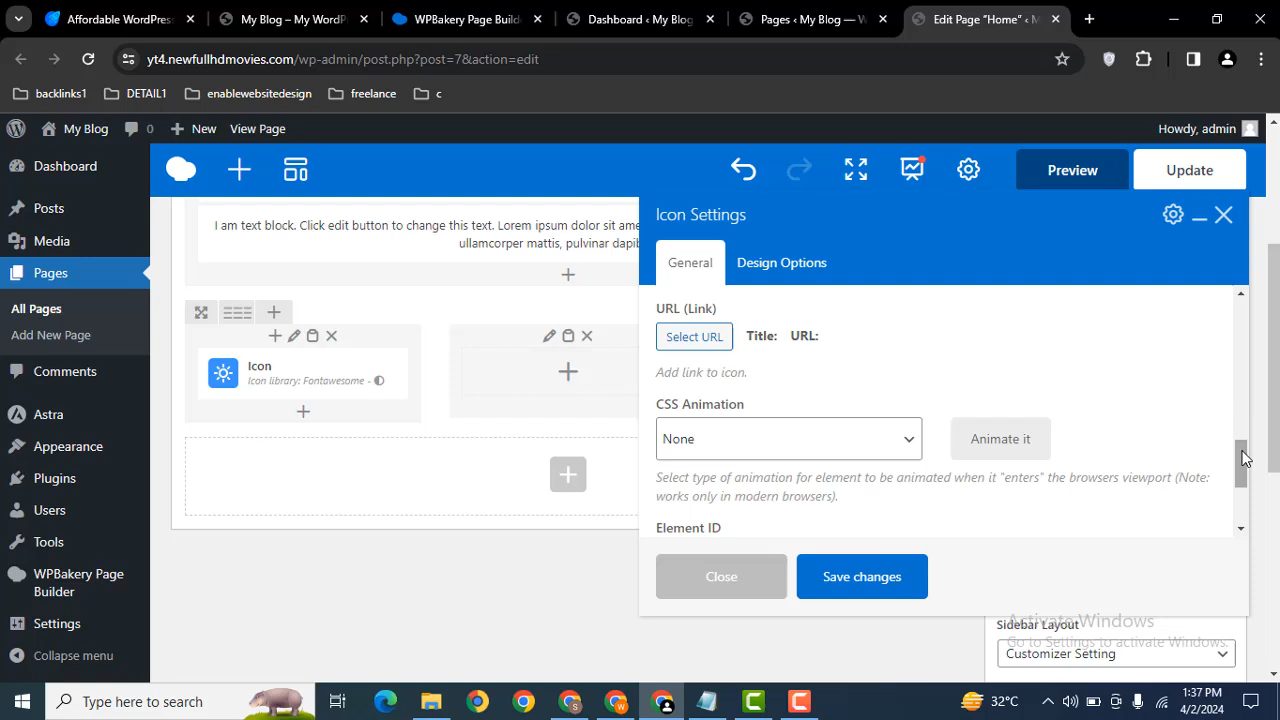 Affordable WordPress
My Blog – My WordP
WPBakery Page Build
Dashboard ‹ My Blog
Pages ‹ My Blog — W
Edit Page "Home" ‹ M
yt4.newfullhdmovies.com/wp-admin/post.php?post=7&action=edit
backlinks1
DETAIL1
enablewebsitedesign
freelance
c
My Blog
0
New
View Page
Howdy, admin
Dashboard
Posts
Media
Pages
All Pages
Add New Page
Comments
Astra
Appearance
Plugins
Users
Tools
WPBakery Page
Builder
Settings
Collapse menu
Preview
Update
I am text block. Click edit button to change this text. Lorem ipsum dolor sit ame
ullamcorper mattis, pulvinar dapib
Icon
Icon library: Fontawesome -
Icon Settings
General
Design Options
URL (Link)
Select URL
Title:
URL:
Add link to icon.
CSS Animation
None
Animate it
Select type of animation for element to be animated when it "enters" the browsers viewport (Note:
works only in modern browsers).
Element ID
Close
Save changes
Activate Windows
Go to Settings to activate Windows.
Sidebar Layout
Customizer Setting
Type here to search
32°C
1:37 PM
4/2/2024